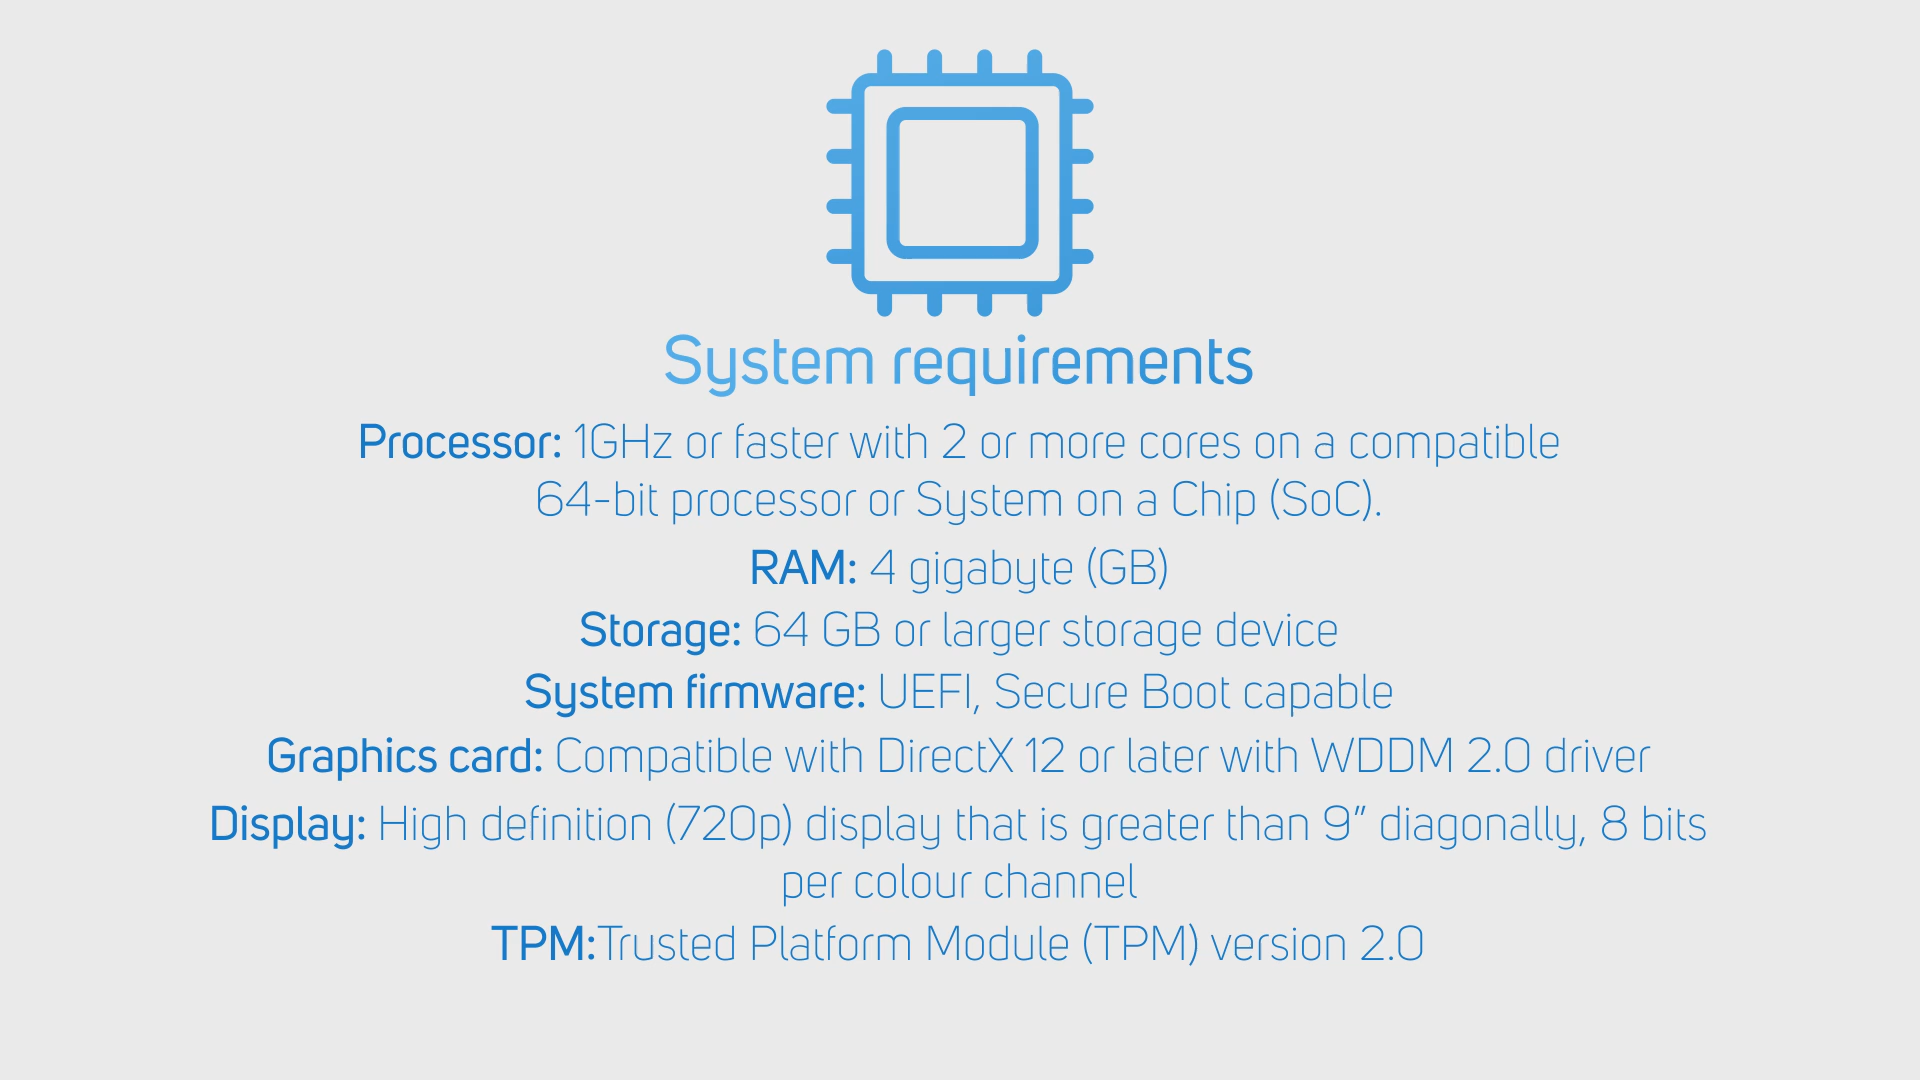 System requirements
Processor: 1GHz or faster with 2 or more cores on a compatible
64-bit processor or System on a Chip (SoC).
RAM: 4 gigabyte (GB)
Storage: 64 GB or larger storage device
System firmware: UEFI, Secure Boot capable
Graphics card: Compatible with DirectX 12 or later with WDDM 2.0 driver
Display: High definition (720p) display that is greater than 9” diagonally, 8 bits
per colour channel
TPM:Trusted Platform Module (TPM) version 2.0